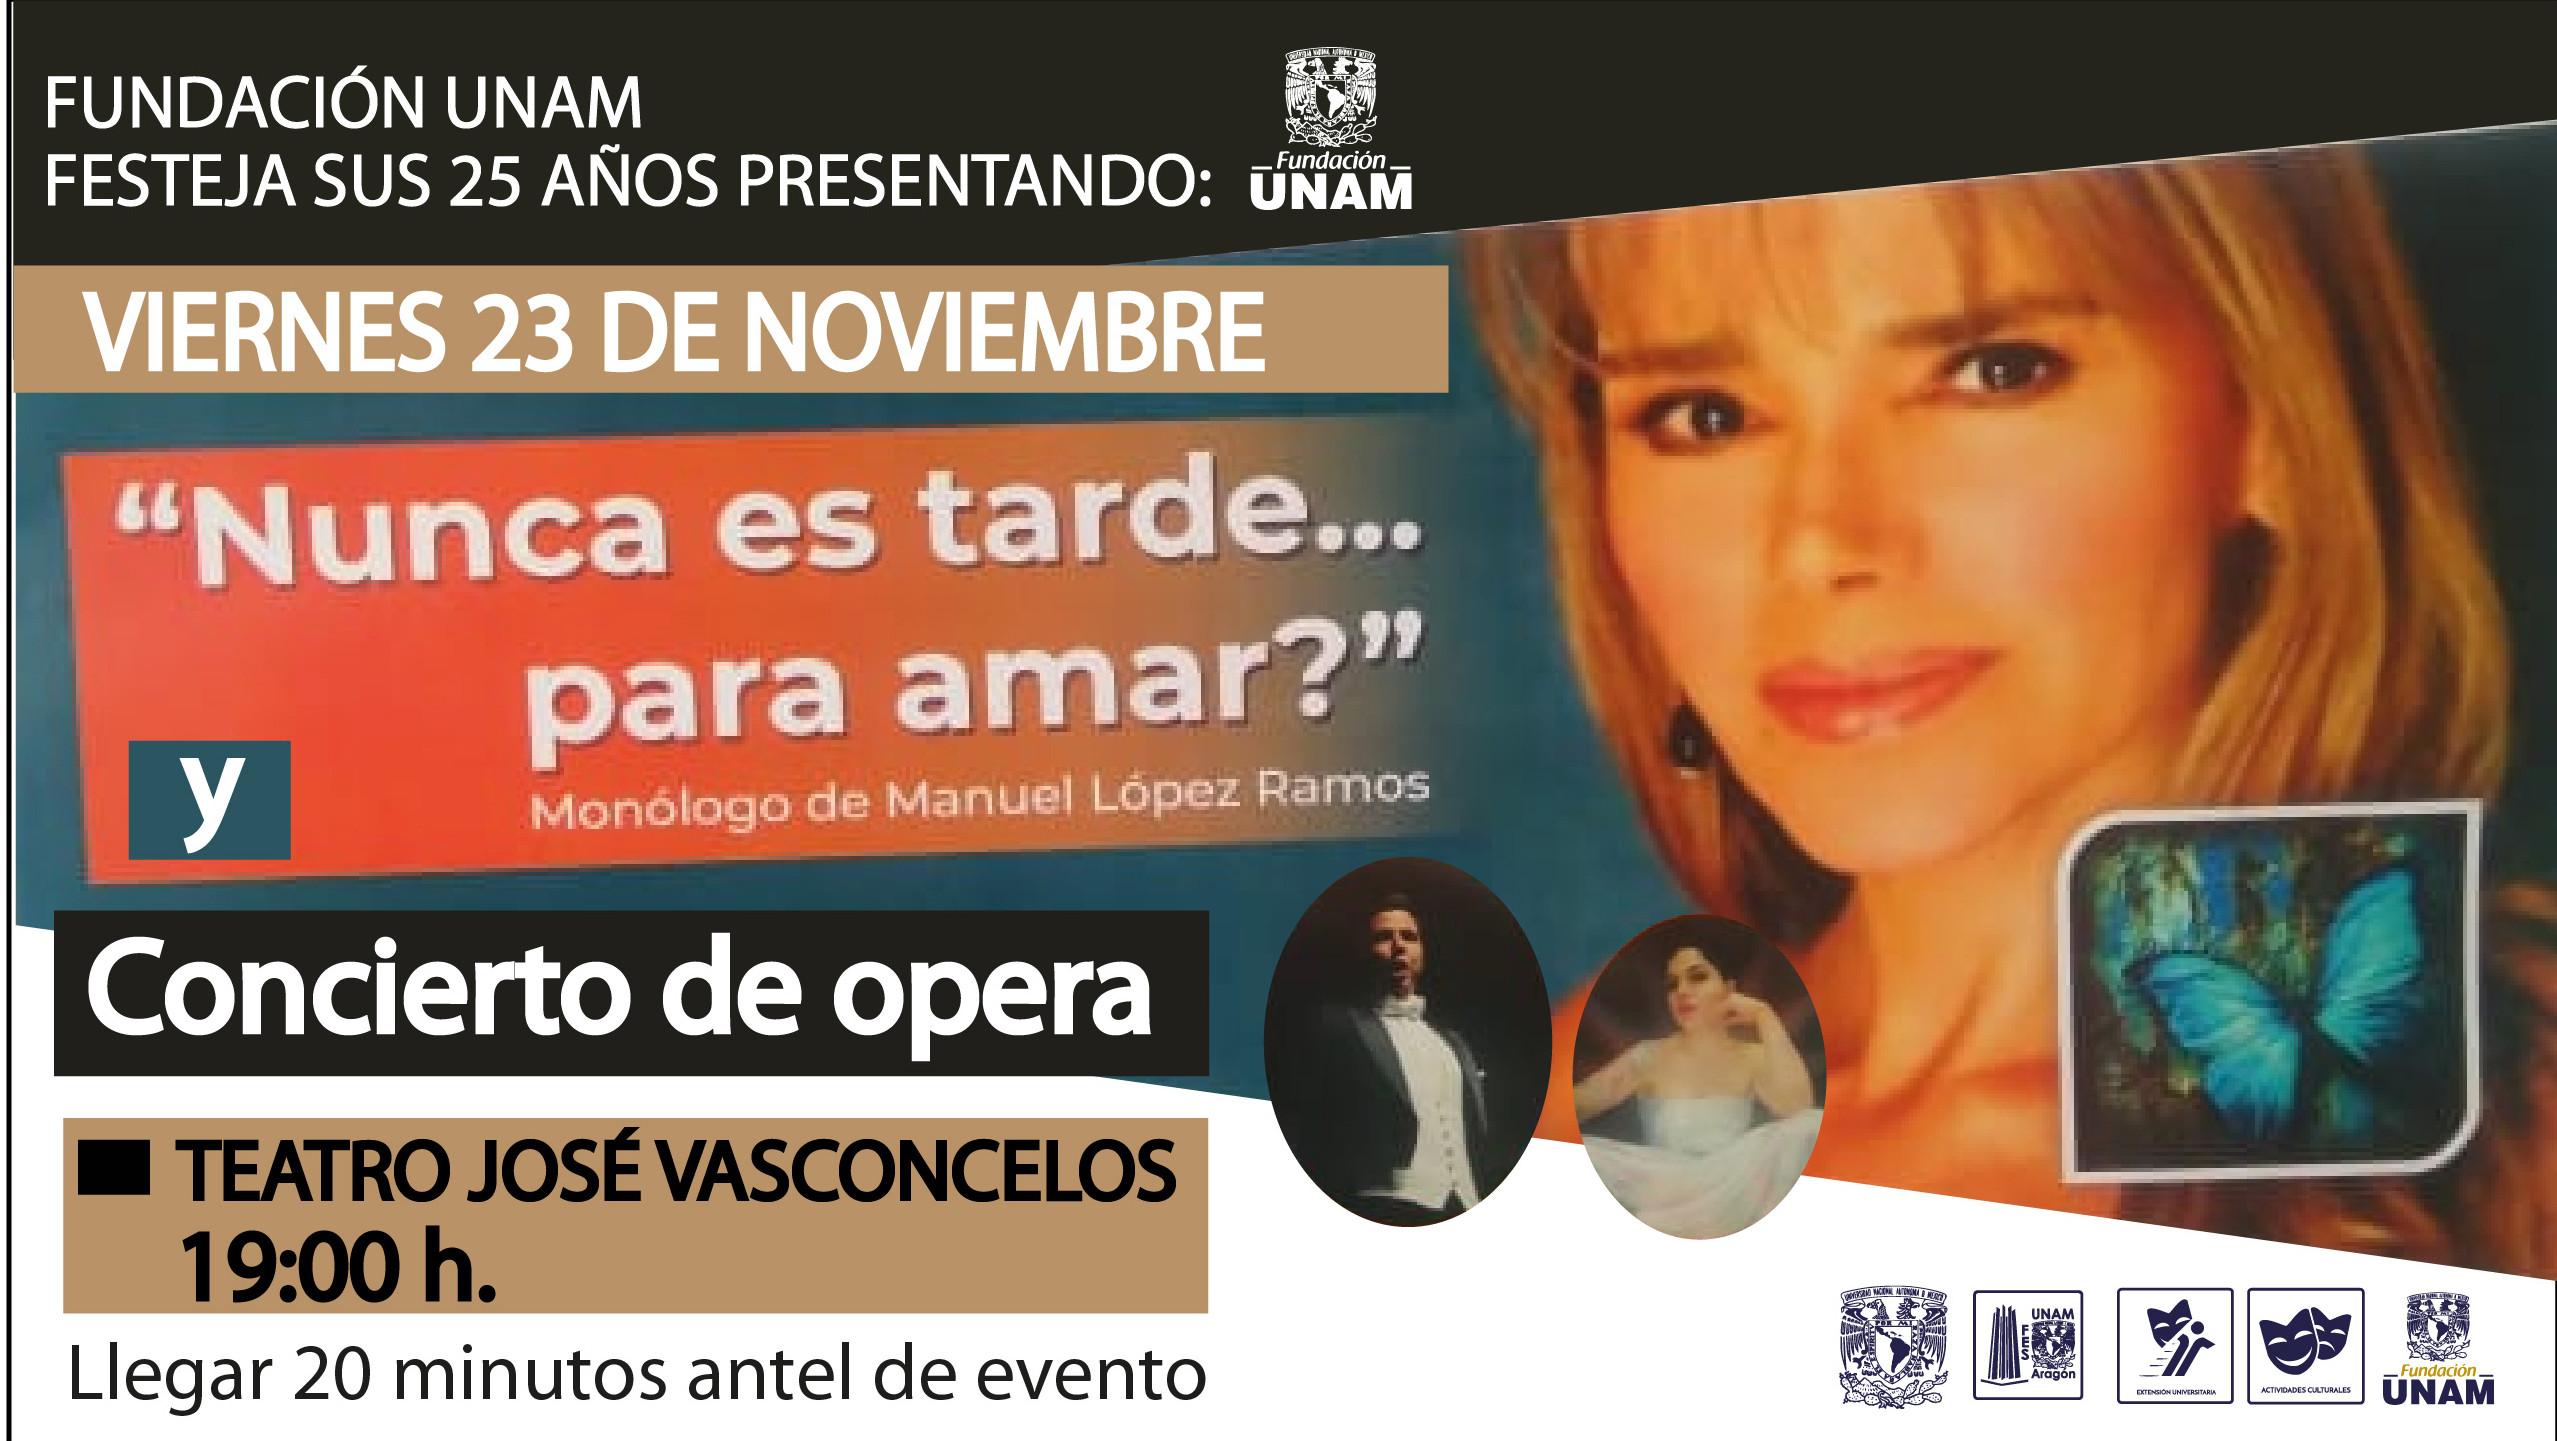 FUNDACIÓN UNAM
FESTEJA SUS 25 AÑOS PRESENTANDO:
Fundación
UNAM
VIERNES 23 DE NOVIEMBRE
“Nunca es tarde...
para amar?”
Monólogo de Manuel López Ramos
y
Concierto de opera
TEATRO JOSÉ VASCONCELOS
19:00 h.
Llegar 20 minutos antel de evento
UNAM
FES
Aragón
EXTENSIÓN UNIVERSITARIA
ACTIVIDADES CULTURALES
Fundación
UNAM